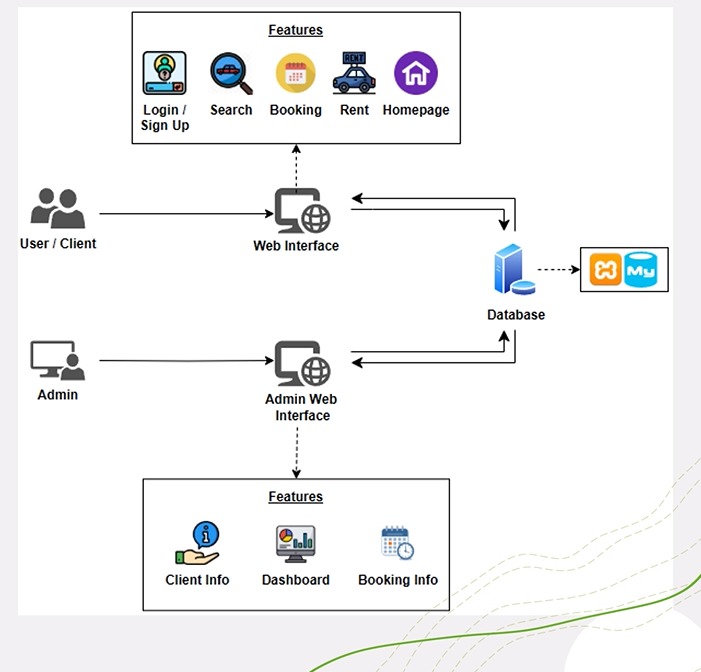 Features
RENT
Login /
Sign Up
Search
Booking
Rent
Homepage
User / Client
Web Interface
My
Database
Admin
Admin Web
Interface
Features
Client Info
Dashboard
Booking Info